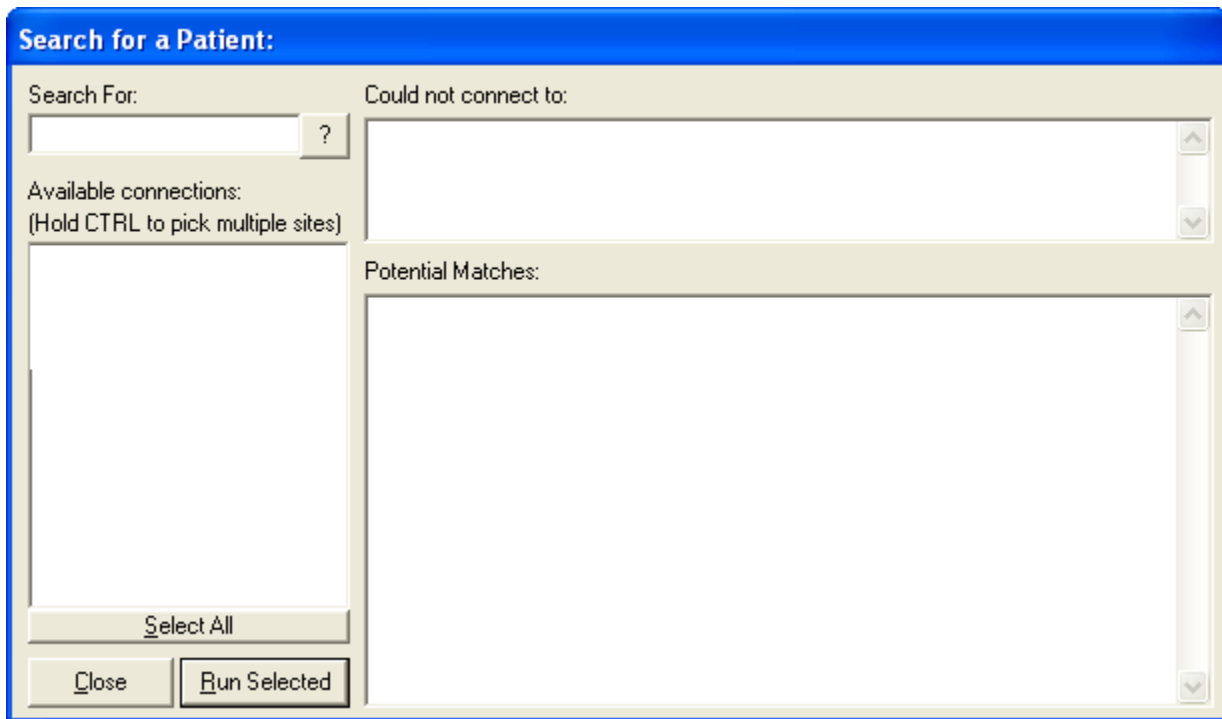 Search for a Patient:
Search For:
?
Available connections:
(Hold CTRL to pick multiple sites)
Select All
Close
Run Selected
Could not connect to:
Potential Matches: